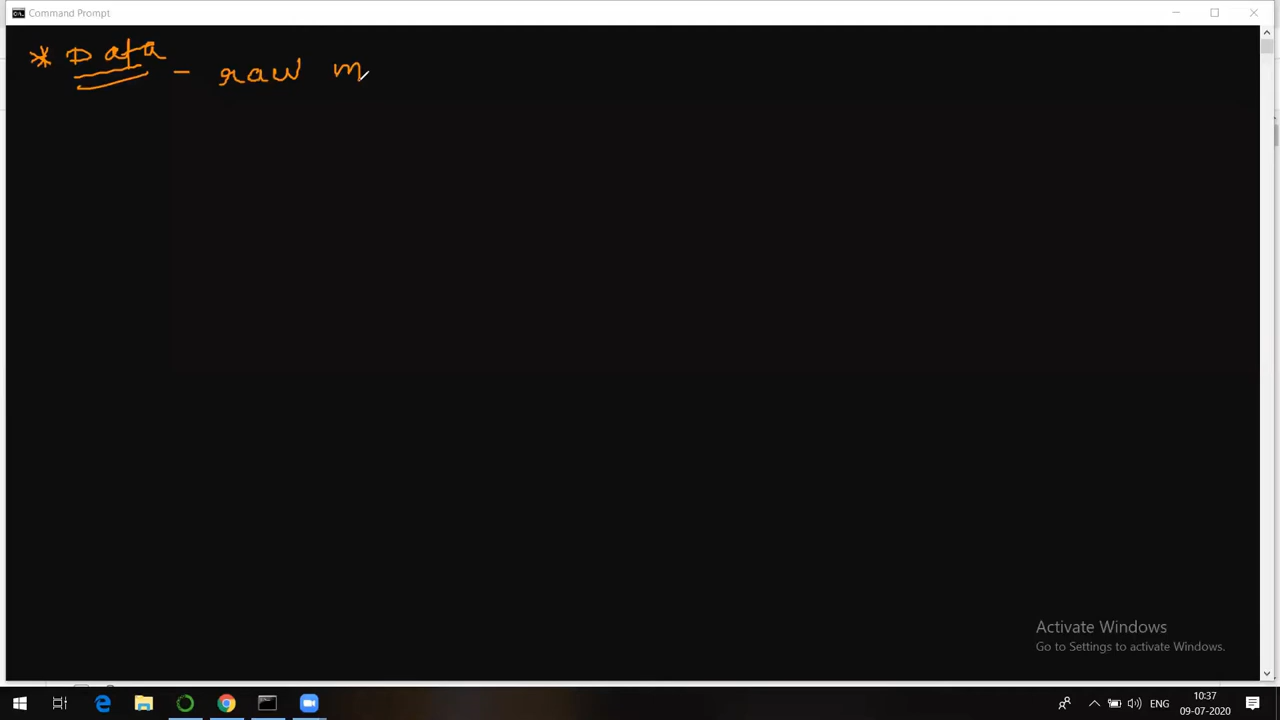 Command Prompt
* Data - raw m
Activate Windows
Go to Settings to activate Windows.
ENG
10:37
09-07-2020